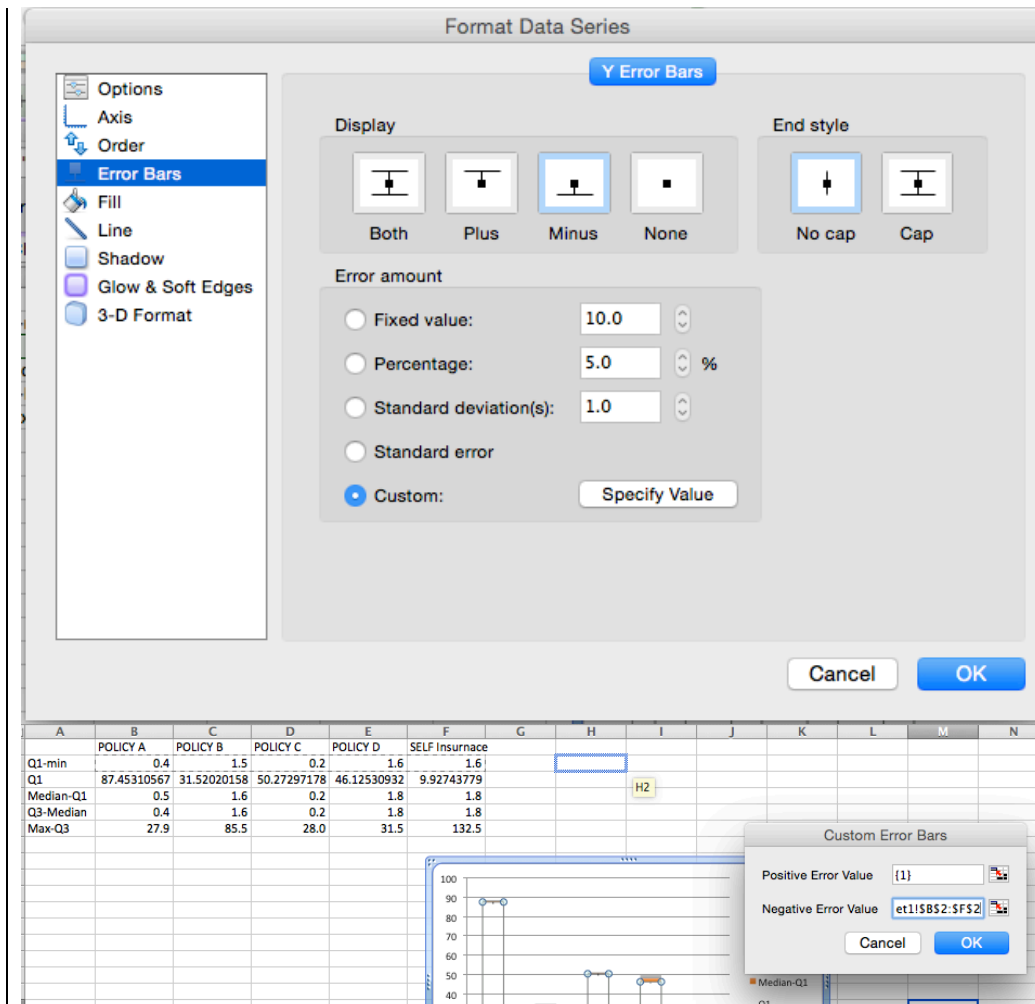 Format Data Series
Y Error Bars
Options
Axis
Order
Error Bars
Fill
Line
Shadow
Glow & Soft Edges
3-D Format
Display
Both Plus Minus None
End style
No cap Cap
Error amount
Fixed value: 10.0
Percentage: 5.0 %
Standard deviation(s): 1.0
Standard error
Custom: Specify Value
Cancel OK
A B C D E F G H I J K L M N
POLICY A POLICY B POLICY C POLICY D SELF Insurnace
Q1-min 0.4 1.5 0.2 1.6 1.6
Q1 87.45310567 31.52020158 50.27297178 46.12530932 9.92743779
Median-Q1 0.5 1.6 0.2 1.8 1.8
Q3-Median 0.4 1.6 0.2 1.8 1.8
Max-Q3 27.9 85.5 28.0 31.5 132.5
H2
Custom Error Bars
Positive Error Value {1}
Negative Error Value et1!$B$2:$F$2
Cancel OK
100
90
80
70
60
50
40
Median-Q1